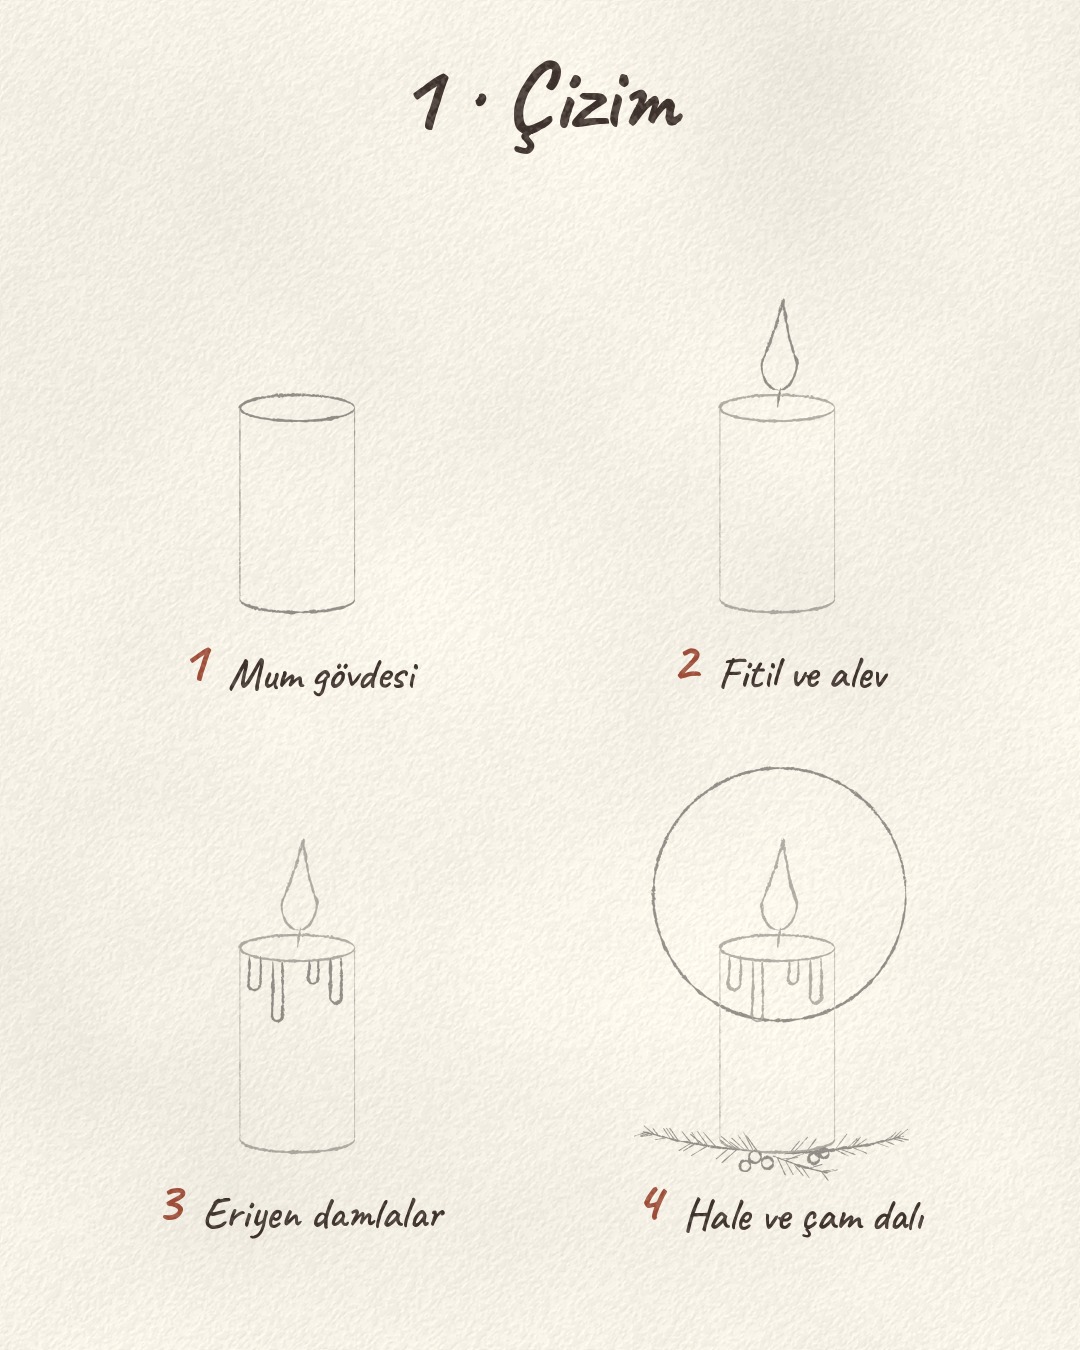 1 · Çizim
1 Mum gövdesi
2 Fitil ve alev
3 Eriyen damlalar
4 Hale ve çam dalı